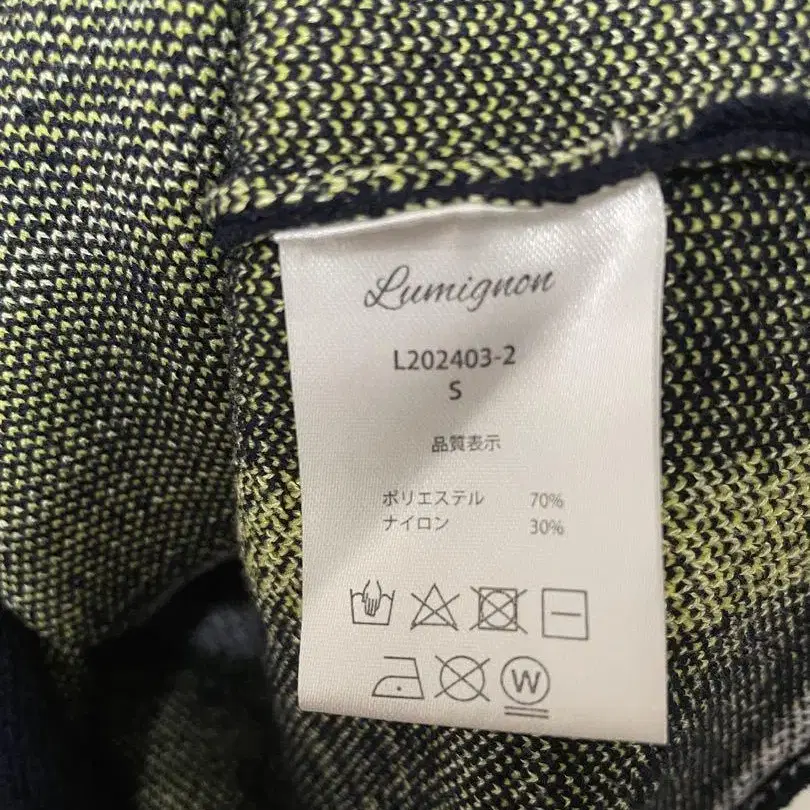 Lumignon
L202403-2
S
品質表示
ポリエステル 70%
ナイロン 30%
W